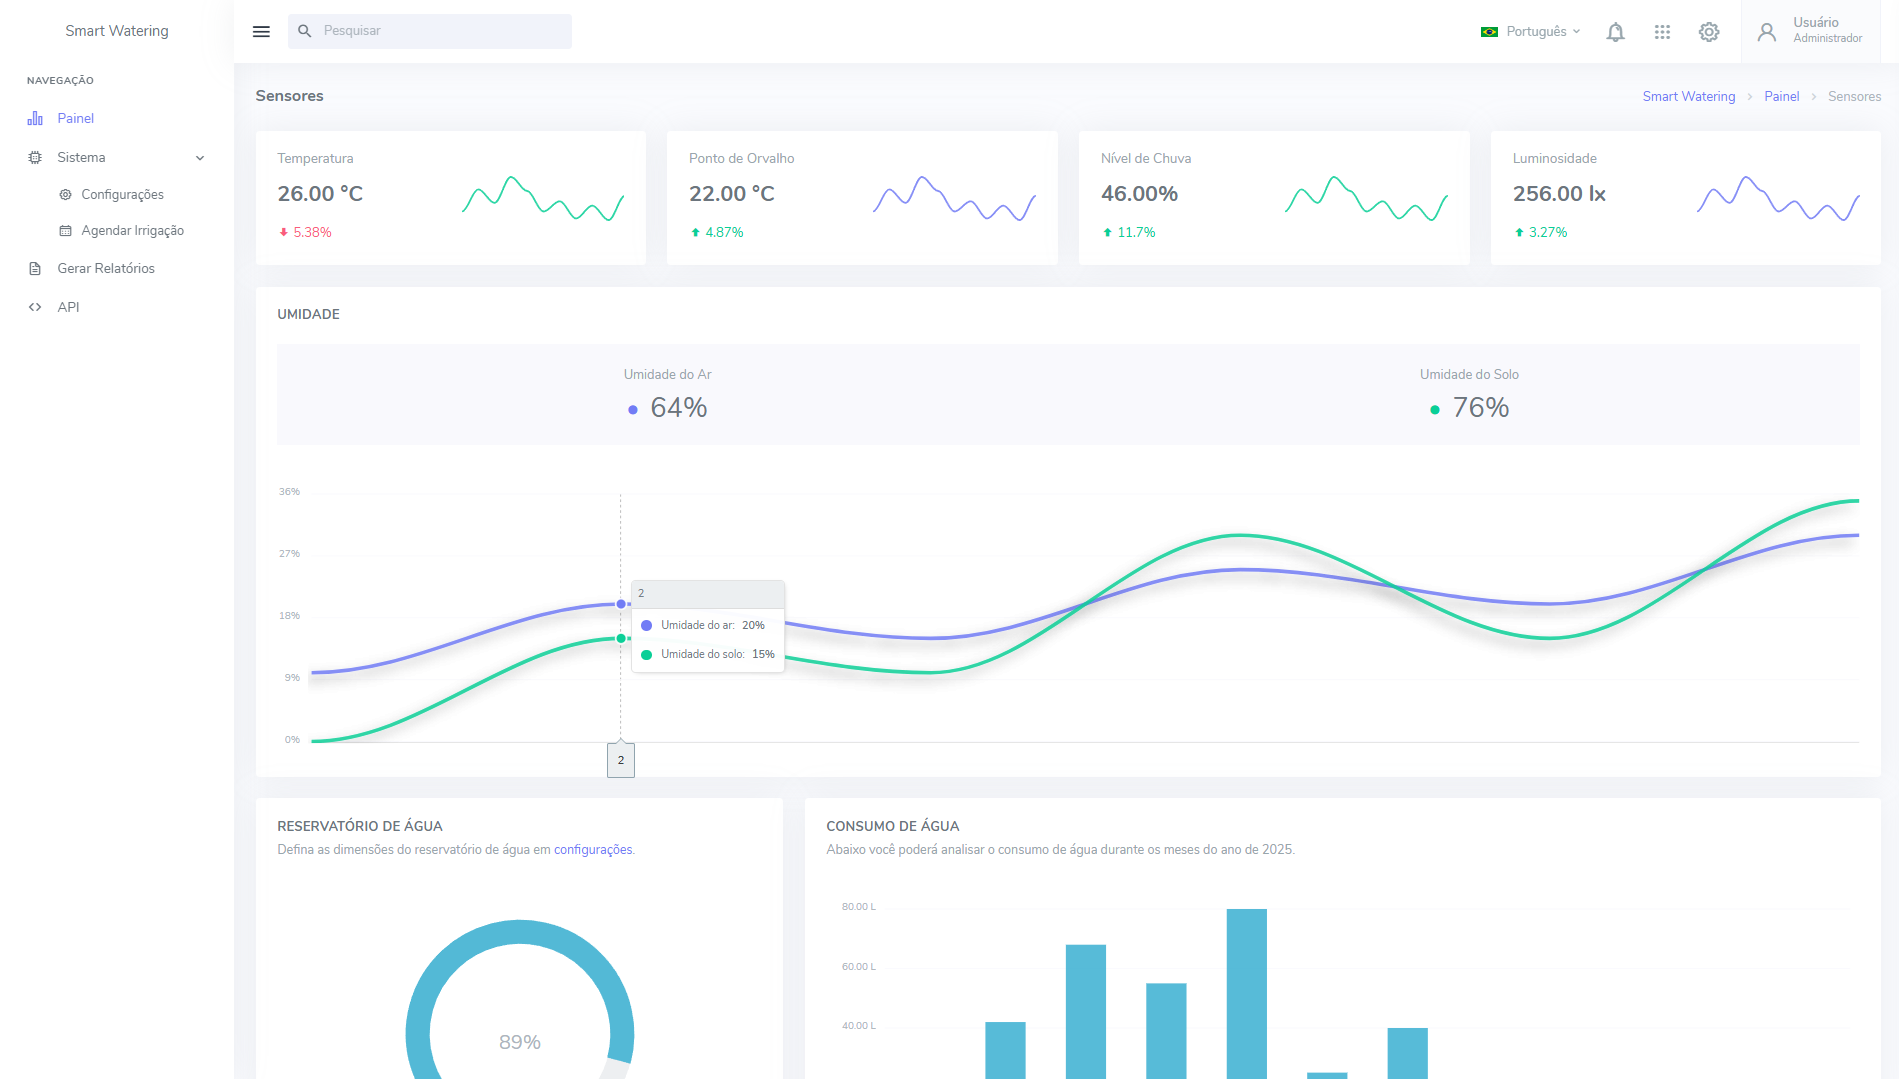 Smart Watering
Pesquisar
Português
Usuário
Administrador
NAVEGAÇÃO
Painel
Sistema
Configurações
Agendar Irrigação
Gerar Relatórios
API
Sensores
Smart Watering > Painel > Sensores
Temperatura
26.00 °C
5.38%
Ponto de Orvalho
22.00 °C
4.87%
Nível de Chuva
46.00%
11.7%
Luminosidade
256.00 lx
3.27%
UMIDADE
Umidade do Ar
64%
Umidade do Solo
76%
36%
27%
18%
9%
0%
2
Umidade do ar: 20%
Umidade do solo: 15%
2
RESERVATÓRIO DE ÁGUA
Defina as dimensões do reservatório de água em configurações.
89%
CONSUMO DE ÁGUA
Abaixo você poderá analisar o consumo de água durante os meses do ano de 2025.
80.00 L
60.00 L
40.00 L